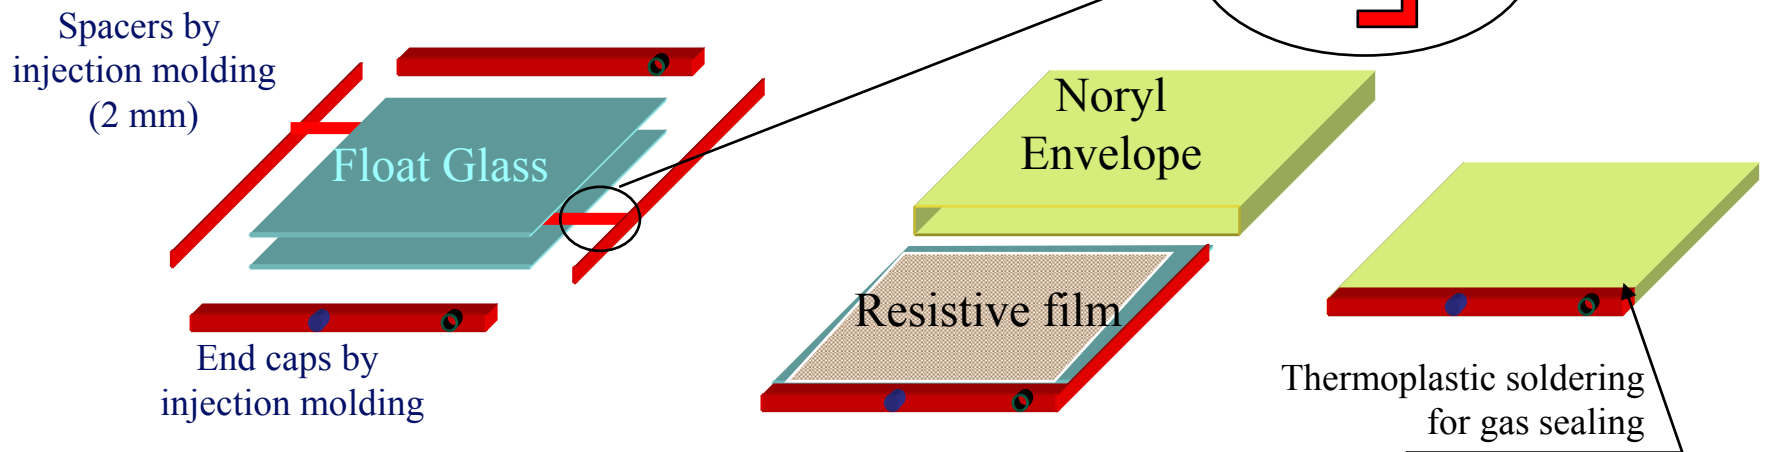 Spacers by
injection molding
(2 mm)
Float Glass
End caps by
injection molding
Noryl
Envelope
Resistive film
Thermoplastic soldering
for gas sealing